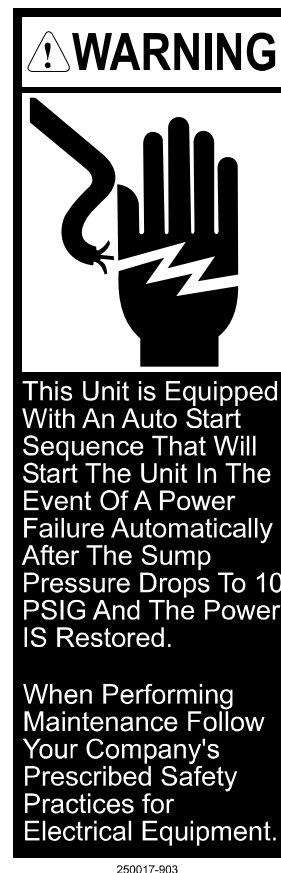 WARNING
This Unit is Equipped
With An Auto Start
Sequence That Will
Start The Unit In The
Event Of A Power
Failure Automatically
After The Sump
Pressure Drops To 10
PSIG And The Power
IS Restored.
When Performing
Maintenance Follow
Your Company's
Prescribed Safety
Practices for
Electrical Equipment.
250017-903